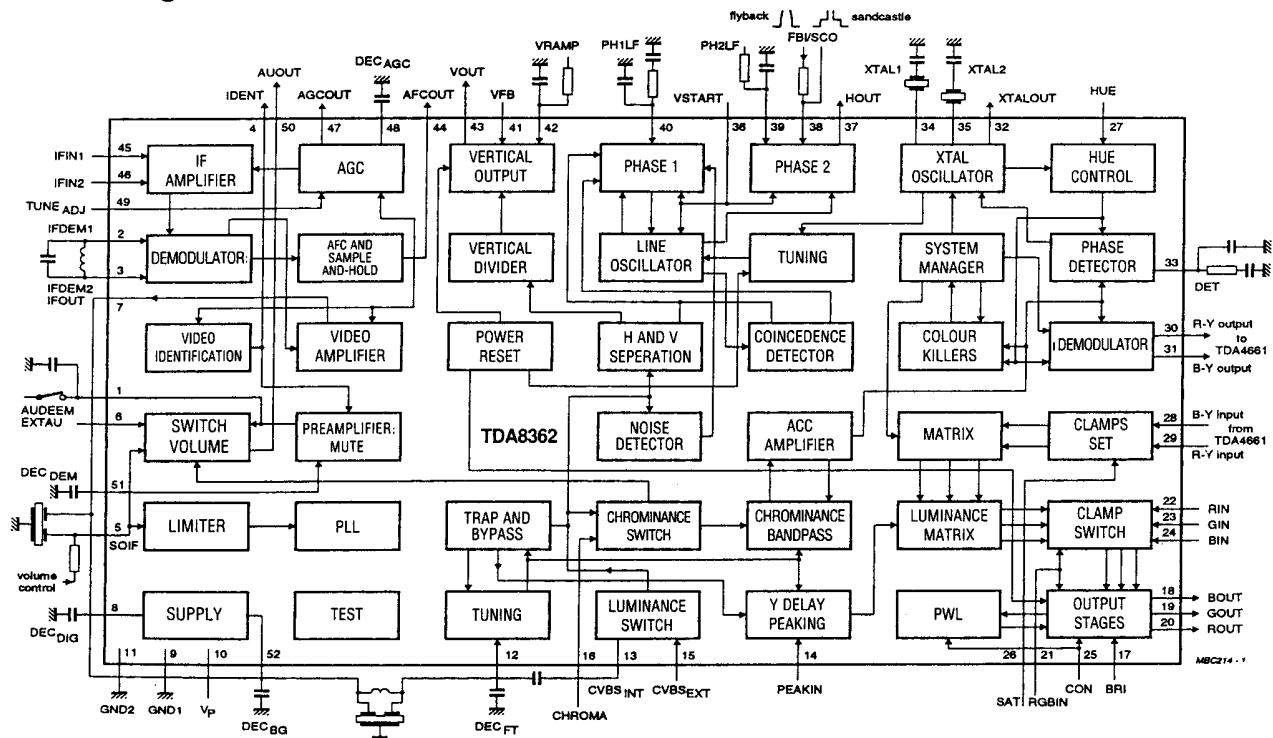 flyback
sandcastle
VRAMP
PH1LF
PH2LF
FBI/SCO
DEC AGC
XTAL1
XTAL2
AUOUT
IDENT
AGCOUT
AFCOUT
VOUT
VFB
VSTART
HOUT
XTALOUT
HUE
4
50
47
48
44
43
41
42
40
36
39
38
37
34
35
32
27
IFIN1
45
IFIN2
46
TUNE ADJ
49
IF AMPLIFIER
AGC
VERTICAL OUTPUT
PHASE 1
PHASE 2
XTAL OSCILLATOR
HUE CONTROL
IFDEM1
2
3
IFDEM2
IFOUT
7
DEMODULATOR:
AFC AND SAMPLE AND-HOLD
VERTICAL DIVIDER
LINE OSCILLATOR
TUNING
SYSTEM MANAGER
PHASE DETECTOR
33
DET
VIDEO IDENTIFICATION
VIDEO AMPLIFIER
POWER RESET
H AND V SEPERATION
COINCEDENCE DETECTOR
COLOUR KILLERS
DEMODULATOR
30
R-Y output
to
TDA4661
31
B-Y output
1
AUDEEM
EXTAU
6
SWITCH VOLUME
PREAMPLIFIER: MUTE
TDA8362
NOISE DETECTOR
ACC AMPLIFIER
MATRIX
CLAMPS SET
28
B-Y Input
from
TDA4661
29
R-Y input
DEC DEM
51
5
SOIF
volume control
LIMITER
PLL
TRAP AND BYPASS
CHROMINANCE SWITCH
CHROMINANCE BANDPASS
LUMINANCE MATRIX
CLAMP SWITCH
22
RIN
23
GIN
24
BIN
DEC DIG
8
SUPPLY
TEST
TUNING
LUMINANCE SWITCH
Y DELAY PEAKING
PWL
OUTPUT STAGES
18
BOUT
19
GOUT
20
ROUT
11
9
10
52
12
16
13
15
14
26
21
25
17
MBC214 - 1
GND2
GND1
VP
DEC BG
DEC FT
CHROMA
CVBS INT
CVBS EXT
PEAKIN
SAT
RGBIN
CON
BRI